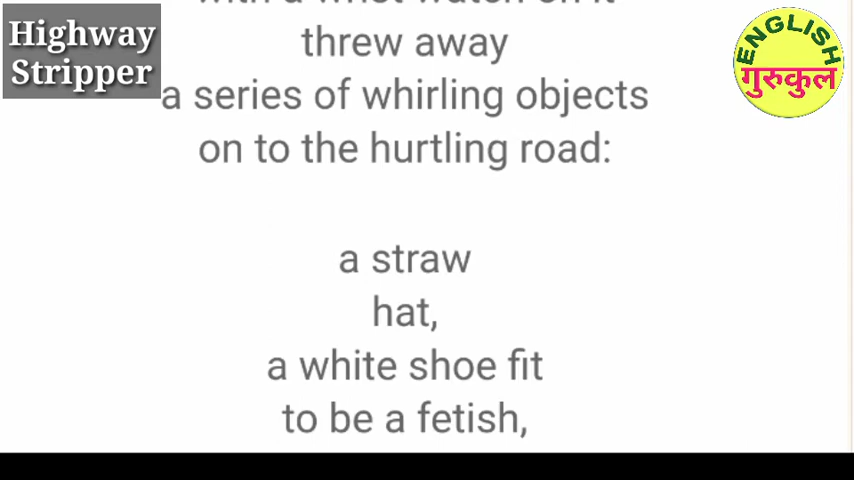 Highway
Stripper
ENGLISH
गुरुकुल
threw away
a series of whirling objects
on to the hurtling road:
a straw
hat,
a white shoe fit
to be a fetish,